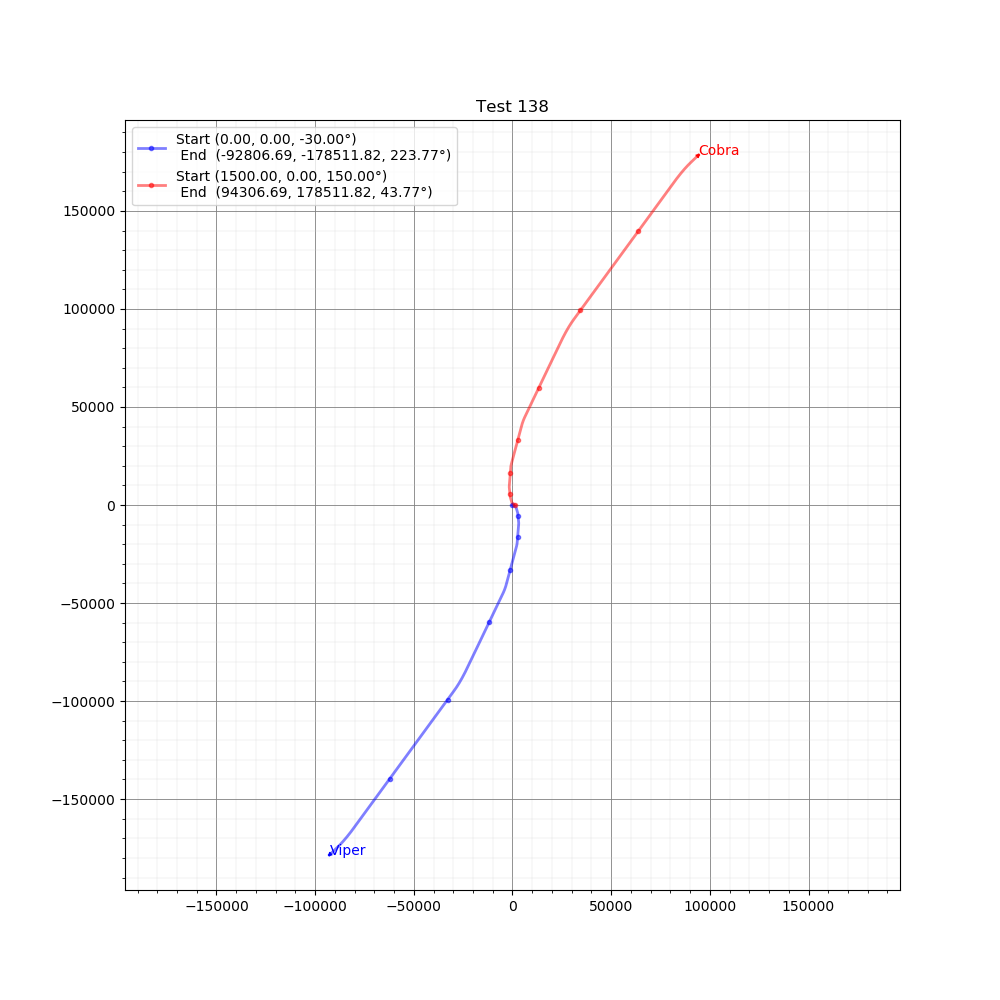 Test 138
Start (0.00, 0.00, -30.00°)
End (-92806.69, -178511.82, 223.77°)
Start (1500.00, 0.00, 150.00°)
End (94306.69, 178511.82, 43.77°)
Cobra
150000
100000
50000
0
−50000
−100000
−150000
Viper
−150000 −100000 −50000 0 50000 100000 150000